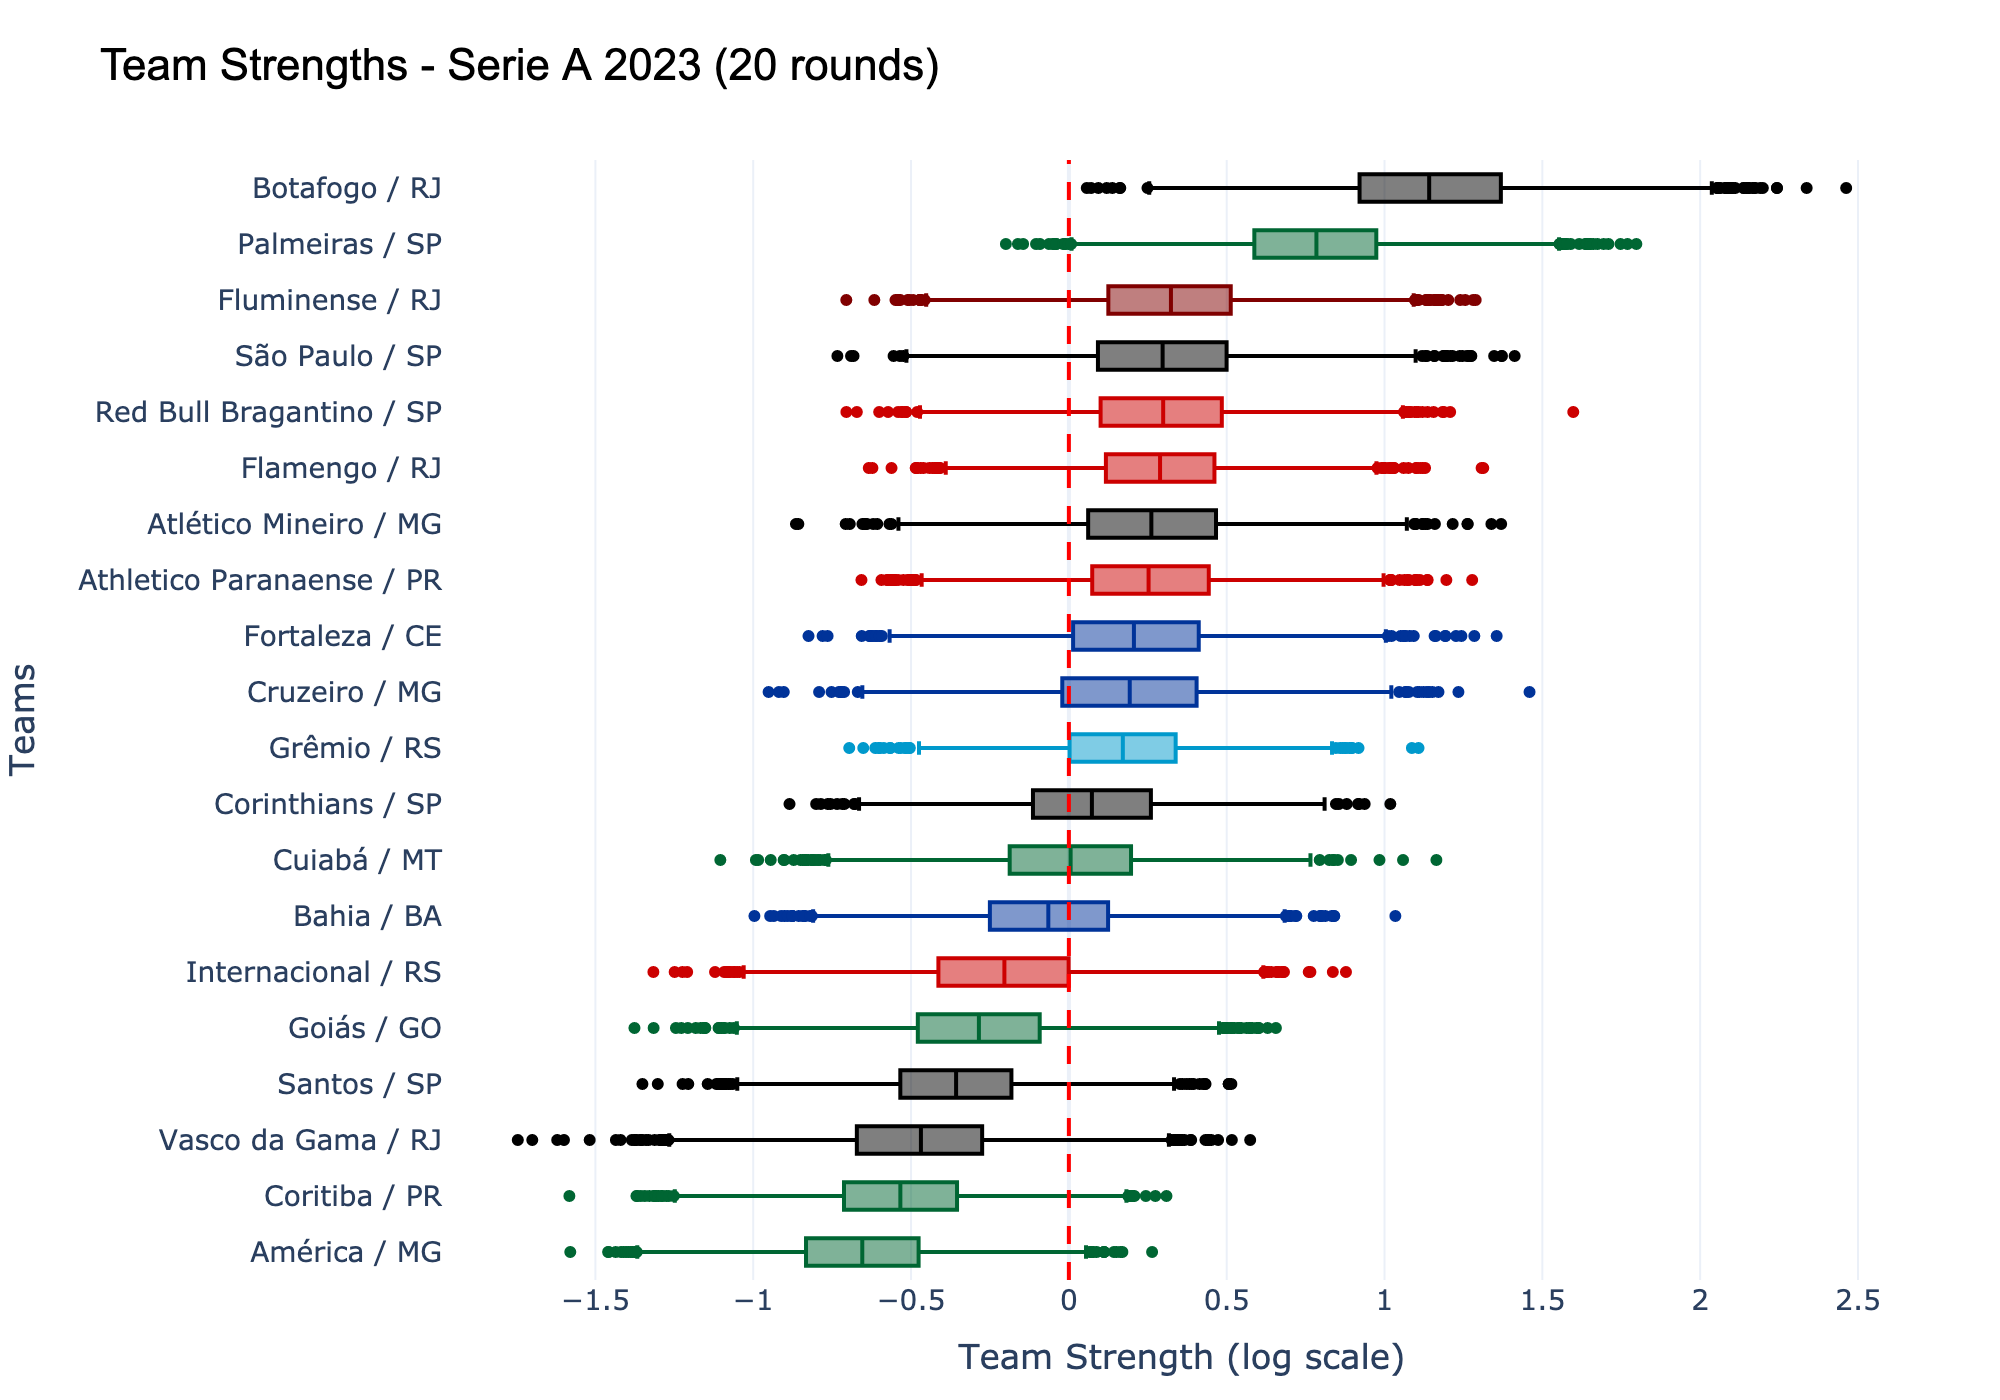 Team Strengths - Serie A 2023 (20 rounds)
Botafogo / RJ
Palmeiras / SP
Fluminense / RJ
São Paulo / SP
Red Bull Bragantino / SP
Flamengo / RJ
Atlético Mineiro / MG
Athletico Paranaense / PR
Fortaleza / CE
Cruzeiro / MG
Grêmio / RS
Corinthians / SP
Cuiabá / MT
Bahia / BA
Internacional / RS
Goiás / GO
Santos / SP
Vasco da Gama / RJ
Coritiba / PR
América / MG
Teams
−1.5 −1 −0.5 0 0.5 1 1.5 2 2.5
Team Strength (log scale)